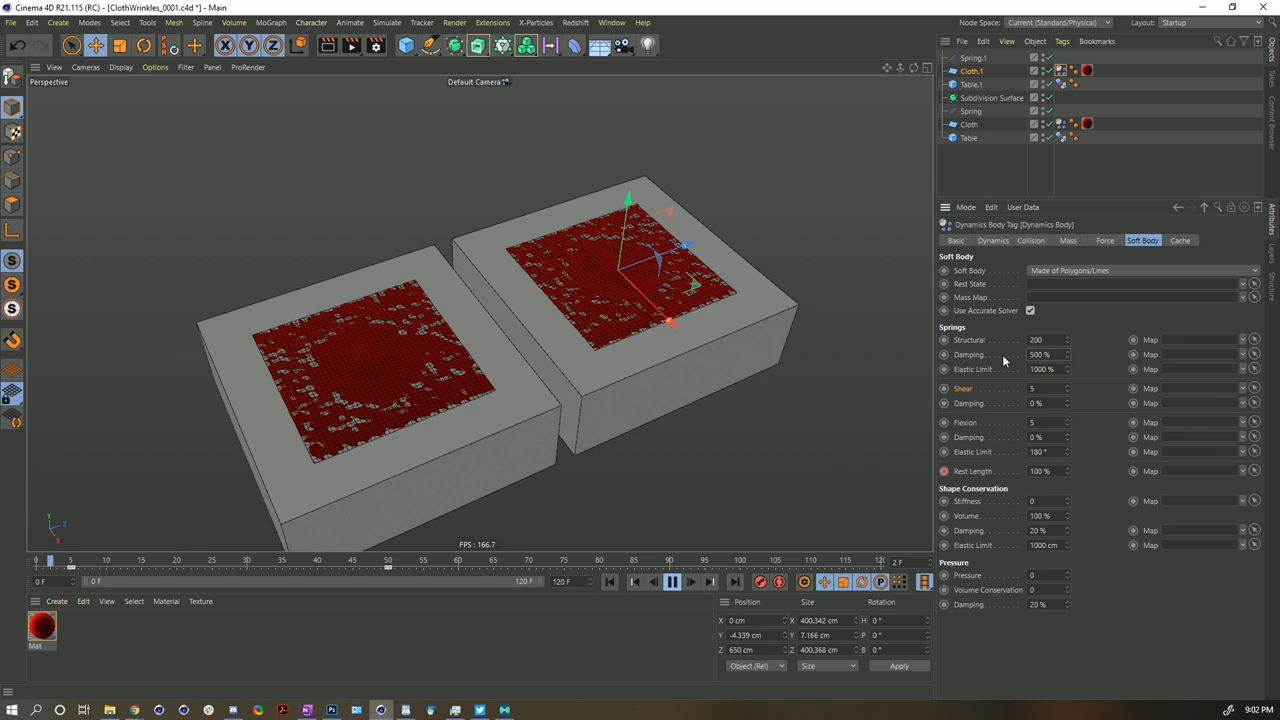 Cinema 4D R21.115 (RC) - [ClothWrinkles_0001.c4d *] - Main
File Edit Create Modes Select Tools Spline Volume MoGraph Character Animate Simulate Tracker Render Extensions X-Particles Redshift Window Help
Node Space: Current (Standard/Physical) Layout: Startup
View Cameras Display Options Filter Panel ProRender
Perspective
Default Camera
FPS : 166.7
Y Z X
File Edit View Object Tags Bookmarks
Spring.1
Cloth.1
Table.1
Subdivision Surface
Spring
Cloth
Table
Objects
Takes
Content Browser
Attributes
Layers
Structure
Mode Edit User Data
Dynamics Body Tag [Dynamics Body]
Basic Dynamics Collision Mass Force Soft Body Cache
Soft Body
Soft Body Made of Polygons/Lines
Rest State
Mass Map
Use Accurate Solver
Springs
Structural 200 Map
Damping 500 % Map
Elastic Limit 1000 % Map
Shear 5 Map
Damping 0 % Map
Flexion 5 Map
Damping 0 % Map
Elastic Limit 180 ° Map
Rest Length 100 % Map
Shape Conservation
Stiffness 0 Map
Volume 100 %
Damping 20 % Map
Elastic Limit 1000 cm Map
Pressure
Pressure 0
Volume Conservation 0
Damping 20 %
0 5 10 15 20 25 30 35 40 45 50 55 60 65 70 75 80 85 90 95 100 105 110 115 120 2 F
0 F 0 F 120 F 120 F
Create Edit View Select Material Texture
Mat
Position Size Rotation
X 0 cm X 400.342 cm H 0 °
Y -4.339 cm Y 7.166 cm P 0 °
Z 650 cm Z 400.368 cm B 0 °
Object (Rel) Size Apply
9:02 PM